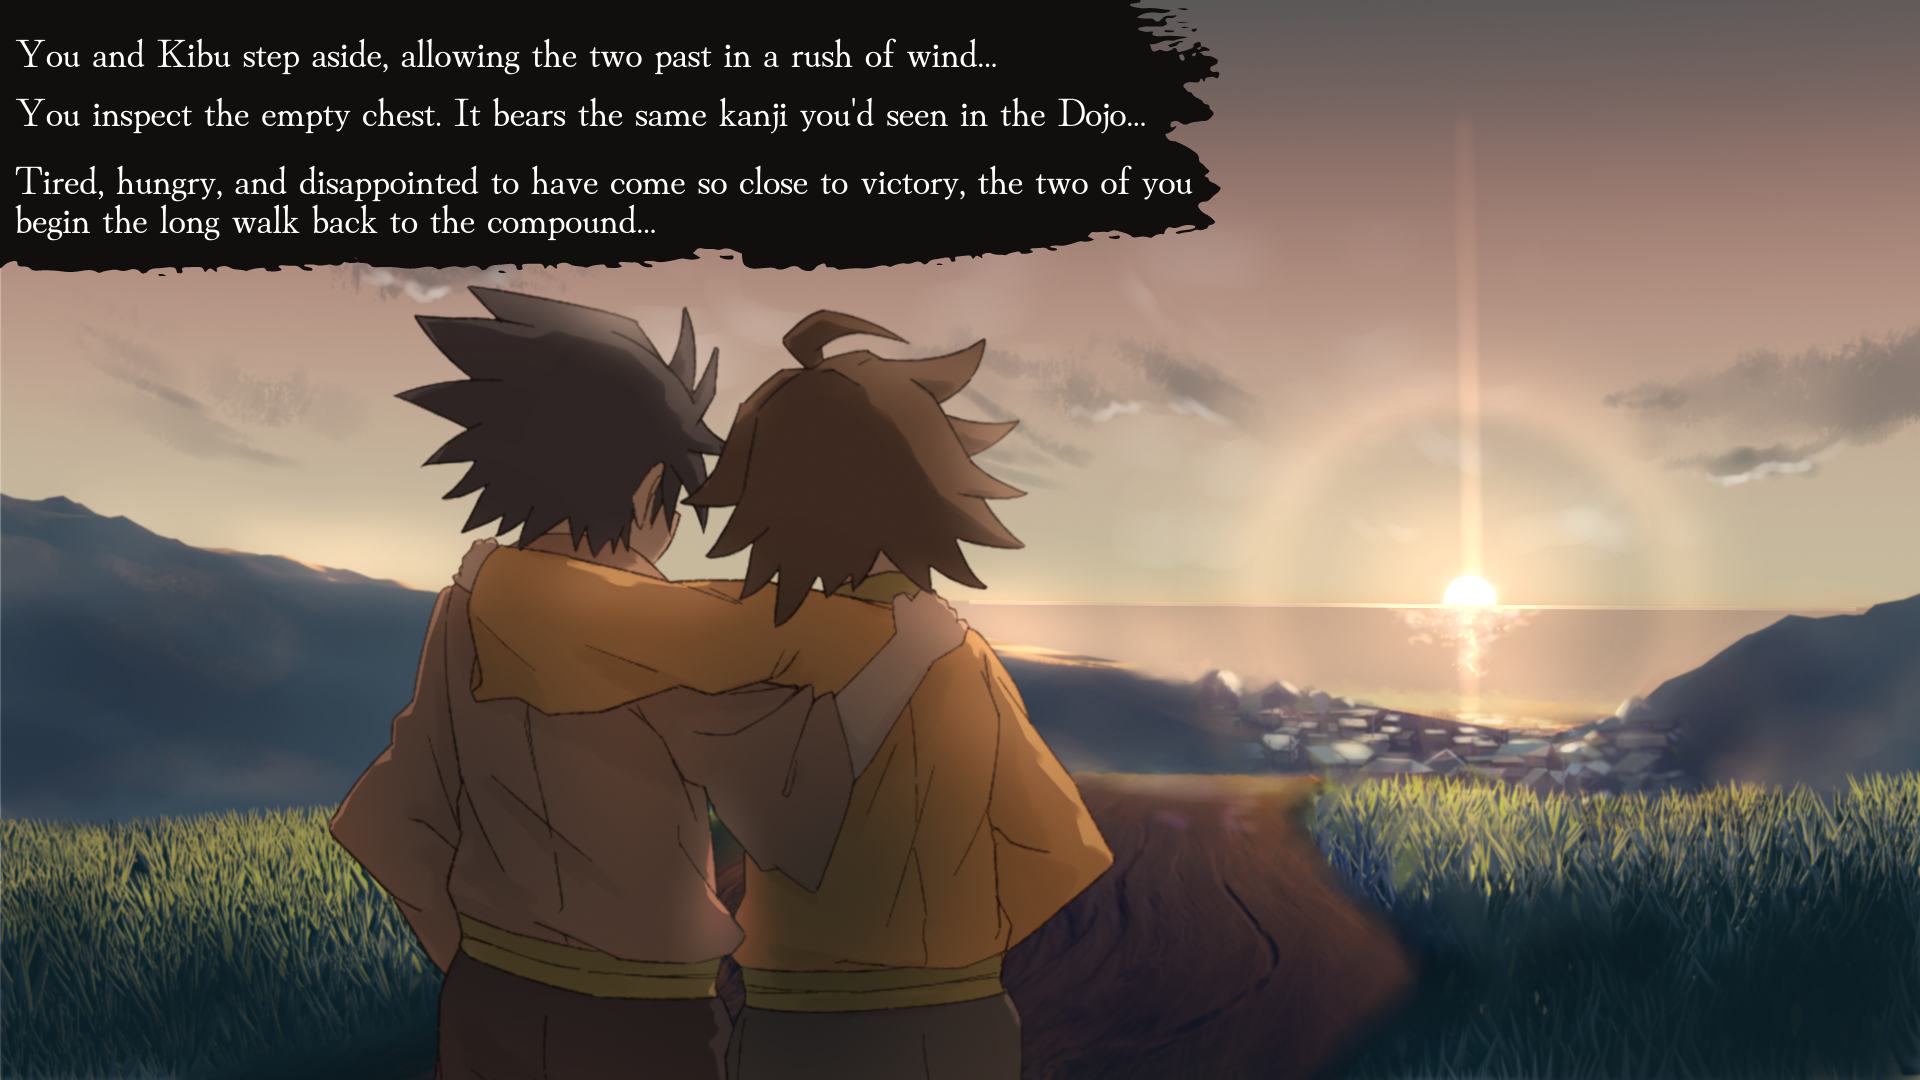 You and Kibu step aside, allowing the two past in a rush of wind...
You inspect the empty chest. It bears the same kanji you'd seen in the Dojo...
Tired, hungry, and disappointed to have come so close to victory, the two of you
begin the long walk back to the compound...